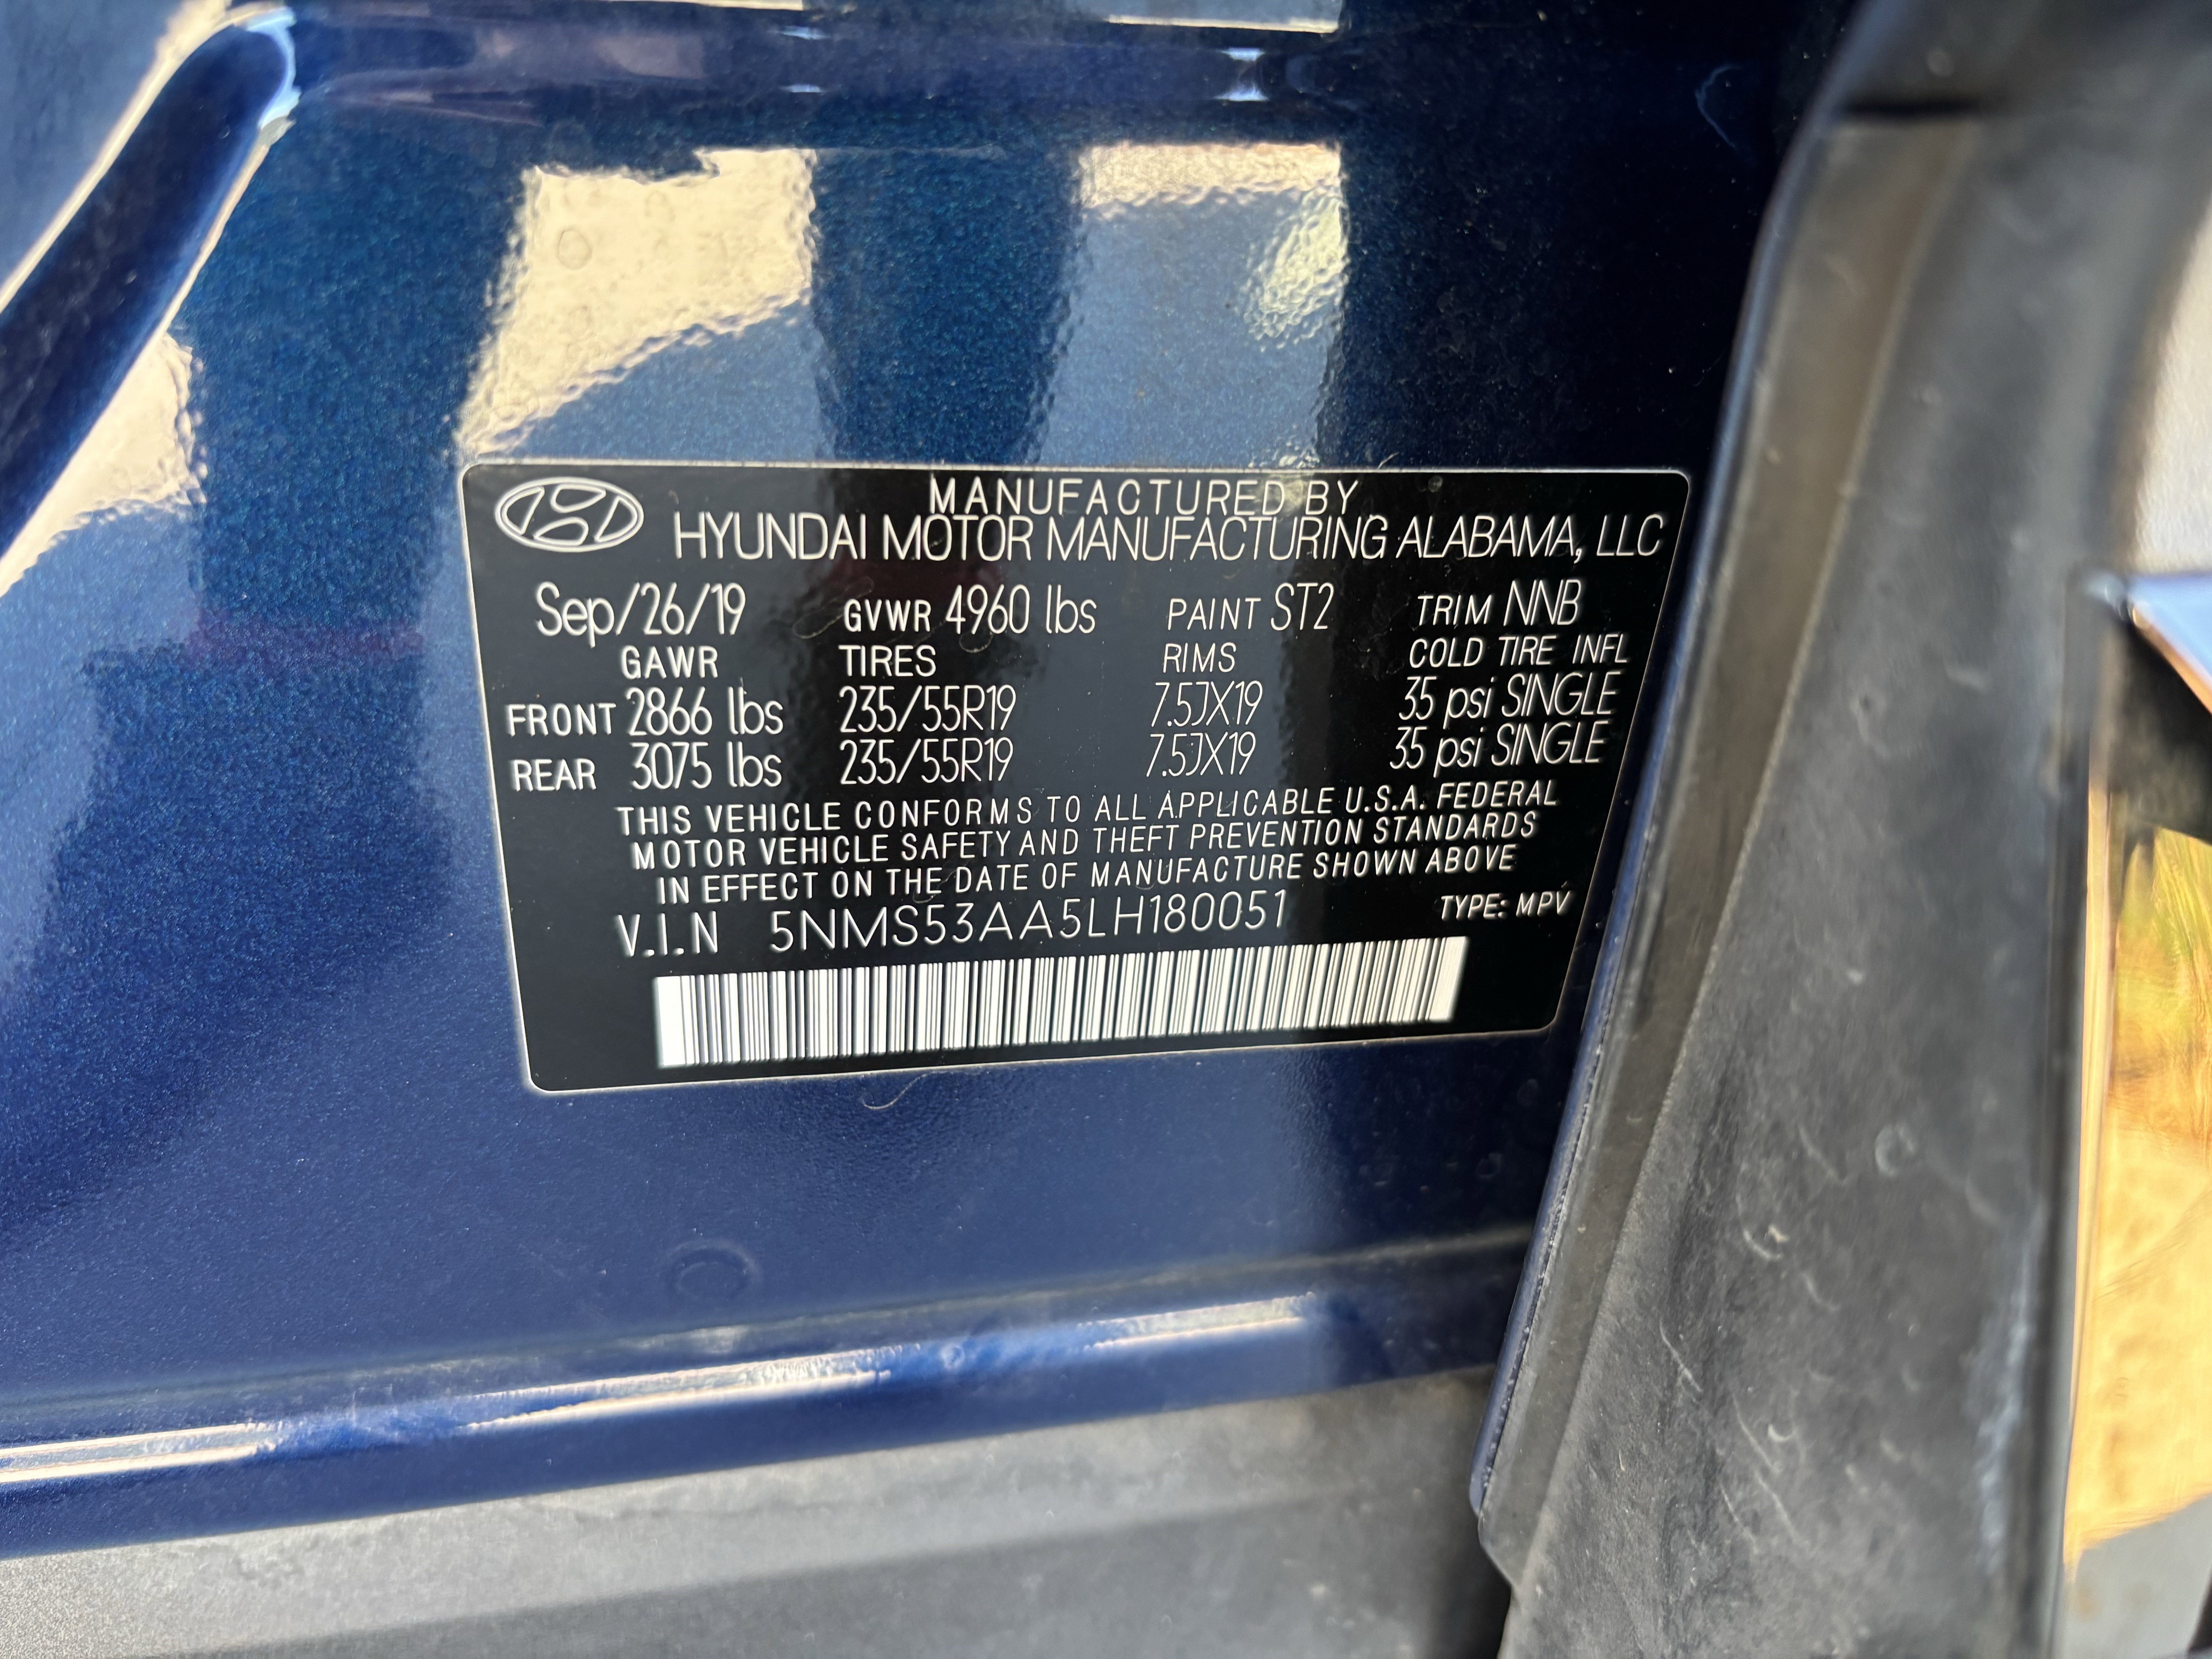 MANUFACTURED BY
HYUNDAI MOTOR MANUFACTURING ALABAMA, LLC
Sep/26/19 GVWR 4960 lbs PAINT ST2 TRIM NNB
GAWR TIRES RIMS COLD TIRE INFL
FRONT 2866 lbs 235/55R19 7.5JX19 35 psi SINGLE
REAR 3075 lbs 235/55R19 7.5JX19 35 psi SINGLE
THIS VEHICLE CONFORMS TO ALL APPLICABLE U.S.A. FEDERAL
MOTOR VEHICLE SAFETY AND THEFT PREVENTION STANDARDS
IN EFFECT ON THE DATE OF MANUFACTURE SHOWN ABOVE
V.I.N 5NMS53AA5LH180051 TYPE: MPV